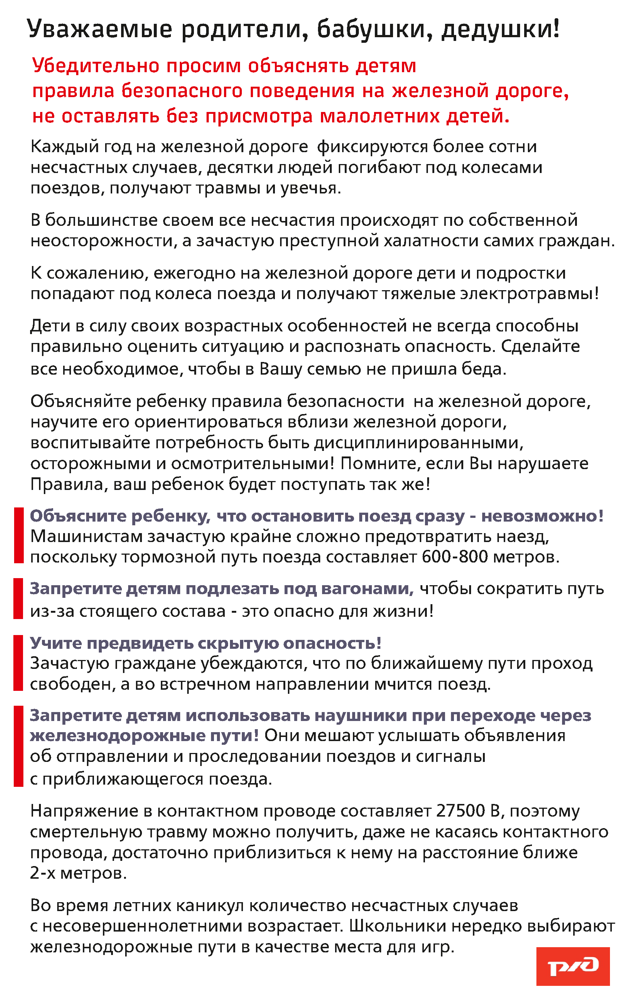 Уважаемые родители, бабушки, дедушки!
Убедительно просим объяснять детям
правила безопасного поведения на железной дороге,
не оставлять без присмотра малолетних детей.
Каждый год на железной дороге фиксируются более сотни
несчастных случаев, десятки людей погибают под колесами
поездов, получают травмы и увечья.
В большинстве своем все несчастия происходят по собственной
неосторожности, а зачастую преступной халатности самих граждан.
К сожалению, ежегодно на железной дороге дети и подростки
попадают под колеса поезда и получают тяжелые электротравмы!
Дети в силу своих возрастных особенностей не всегда способны
правильно оценить ситуацию и распознать опасность. Сделайте
все необходимое, чтобы в Вашу семью не пришла беда.
Объясняйте ребенку правила безопасности на железной дороге,
научите его ориентироваться вблизи железной дороги,
воспитывайте потребность быть дисциплинированными,
осторожными и осмотрительными! Помните, если Вы нарушаете
Правила, ваш ребенок будет поступать так же!
Объясните ребенку, что остановить поезд сразу - невозможно!
Машинистам зачастую крайне сложно предотвратить наезд,
поскольку тормозной путь поезда составляет 600-800 метров.
Запретите детям подлезать под вагонами, чтобы сократить путь
из-за стоящего состава - это опасно для жизни!
Учите предвидеть скрытую опасность!
Зачастую граждане убеждаются, что по ближайшему пути проход
свободен, а во встречном направлении мчится поезд.
Запретите детям использовать наушники при переходе через
железнодорожные пути! Они мешают услышать объявления
об отправлении и проследовании поездов и сигналы
с приближающегося поезда.
Напряжение в контактном проводе составляет 27500 В, поэтому
смертельную травму можно получить, даже не касаясь контактного
провода, достаточно приблизиться к нему на расстояние ближе
2-х метров.
Во время летних каникул количество несчастных случаев
с несовершеннолетними возрастает. Школьники нередко выбирают
железнодорожные пути в качестве места для игр.
ржд